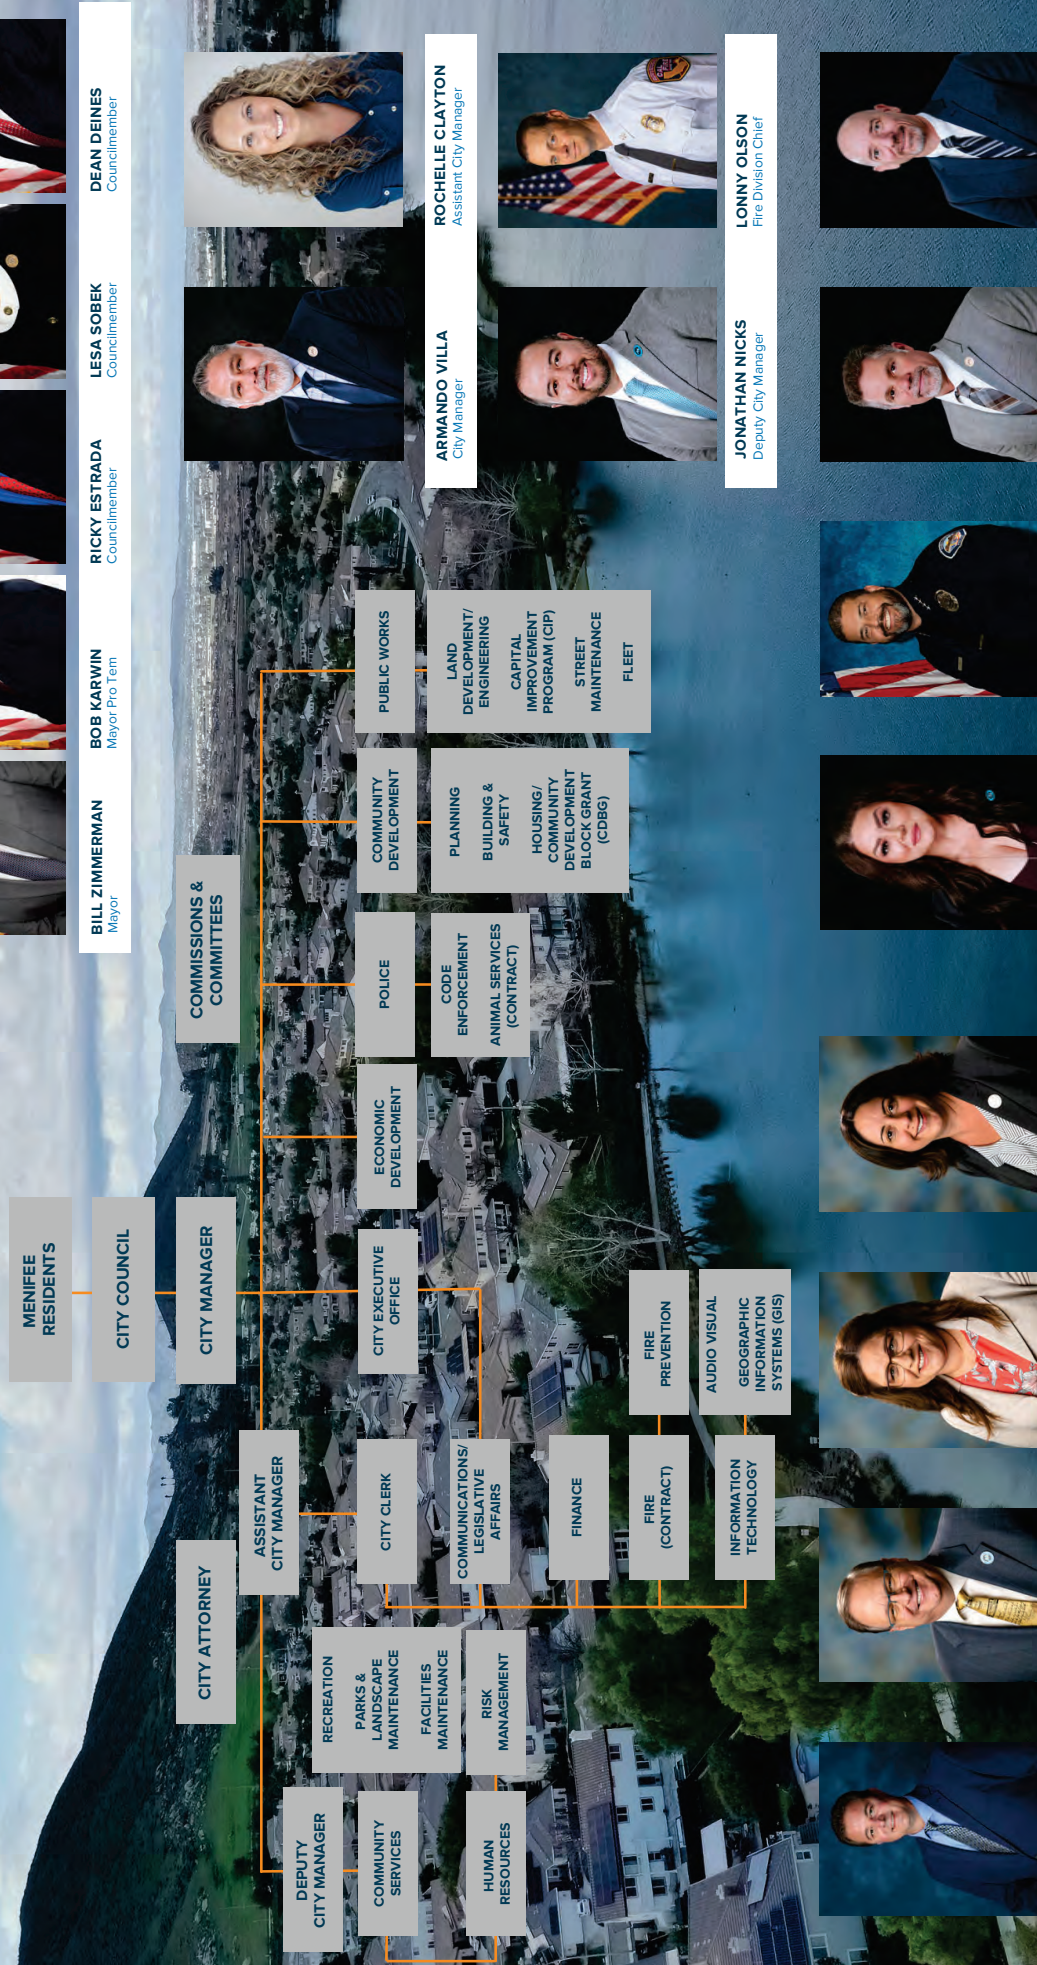 MENIFEE
RESIDENTS
CITY COUNCIL
CITY MANAGER
CITY ATTORNEY
COMMISSIONS &
COMMITTEES
BILL ZIMMERMAN
Mayor
BOB KARWIN
Mayor Pro Tem
RICKY ESTRADA
Councilmember
LESA SOBEK
Councilmember
DEAN DEINES
Councilmember
DEPUTY
CITY MANAGER
COMMUNITY
SERVICES
RECREATION
PARKS &
LANDSCAPE
MAINTENANCE
FACILITIES
MAINTENANCE
HUMAN
RESOURCES
RISK
MANAGEMENT
ASSISTANT
CITY MANAGER
CITY CLERK
COMMUNICATIONS/
LEGISLATIVE
AFFAIRS
FINANCE
FIRE
(CONTRACT)
FIRE
PREVENTION
INFORMATION
TECHNOLOGY
AUDIO VISUAL
GEOGRAPHIC
INFORMATION
SYSTEMS (GIS)
CITY EXECUTIVE
OFFICE
ECONOMIC
DEVELOPMENT
POLICE
CODE
ENFORCEMENT
ANIMAL SERVICES
(CONTRACT)
COMMUNITY
DEVELOPMENT
PLANNING
BUILDING &
SAFETY
HOUSING/
COMMUNITY
DEVELOPMENT
BLOCK GRANT
(CDBG)
PUBLIC WORKS
LAND
DEVELOPMENT/
ENGINEERING
CAPITAL
IMPROVEMENT
PROGRAM (CIP)
STREET
MAINTENANCE
FLEET
ARMANDO VILLA
City Manager
ROCHELLE CLAYTON
Assistant City Manager
JONATHAN NICKS
Deputy City Manager
LONNY OLSON
Fire Division Chief